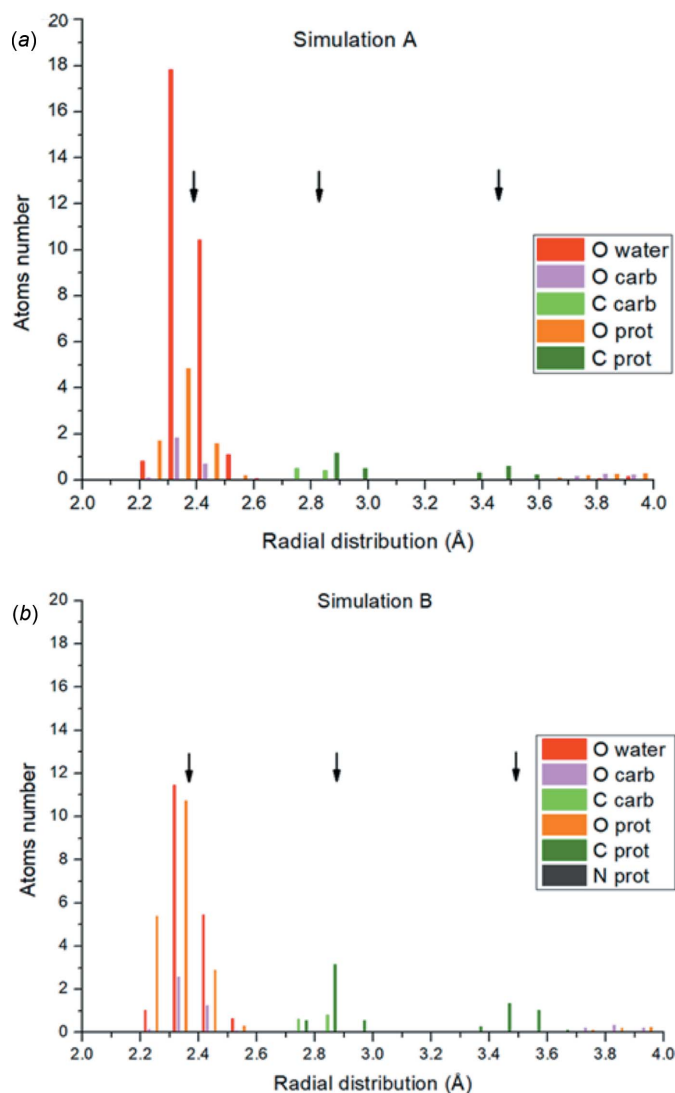 (a)
Simulation A
20
18
16
14
12
10
8
6
4
2
0
Atoms number
O water
O carb
C carb
O prot
C prot
2.0 2.2 2.4 2.6 2.8 3.0 3.2 3.4 3.6 3.8 4.0
Radial distribution (Å)
(b)
Simulation B
20
18
16
14
12
10
8
6
4
2
0
Atoms number
O water
O carb
C carb
O prot
C prot
N prot
2.0 2.2 2.4 2.6 2.8 3.0 3.2 3.4 3.6 3.8 4.0
Radial distribution (Å)